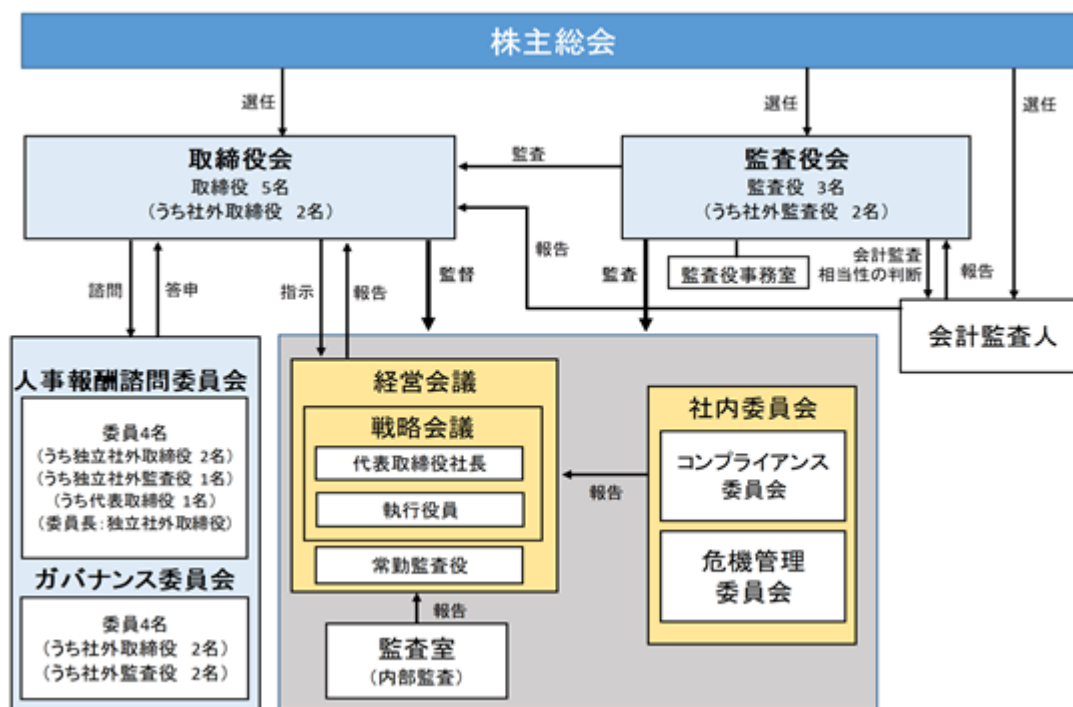 株主総会
選任
選任
選任
取締役会
取締役 5名
(うち社外取締役 2名)
監査
監査役会
監査役 3名
(うち社外監査役 2名)
諮問
答申
指示
報告
監督
報告
監査
監査役事務室
会計監査
相当性の判断
報告
会計監査人
人事報酬諮問委員会
委員4名
(うち独立社外取締役 2名)
(うち独立社外監査役 1名)
(うち代表取締役 1名)
(委員長:独立社外取締役)
ガバナンス委員会
委員4名
(うち社外取締役 2名)
(うち社外監査役 2名)
経営会議
戦略会議
代表取締役社長
執行役員
常勤監査役
報告
監査室
(内部監査)
報告
社内委員会
コンプライアンス
委員会
危機管理
委員会